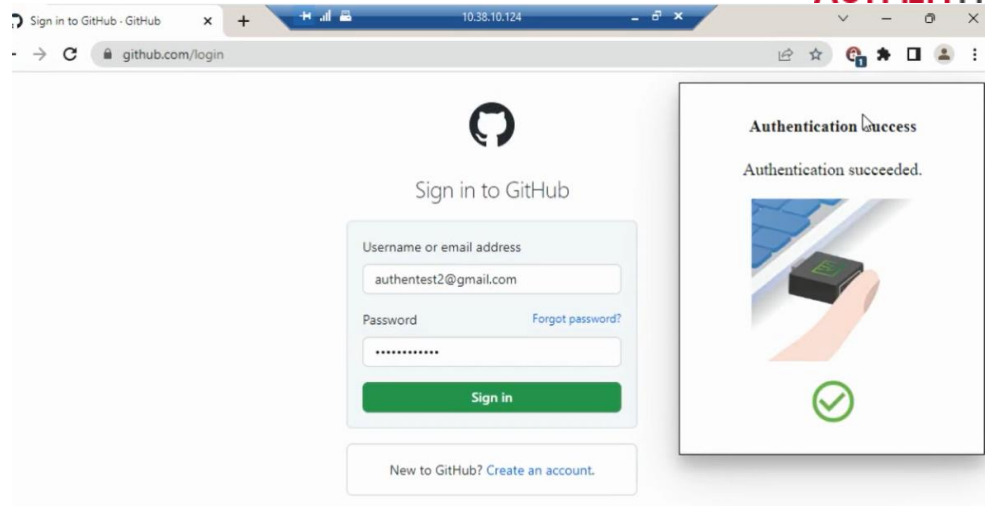 Sign in to GitHub · GitHub
10.38.10.124
github.com/login
1
Sign in to GitHub
Username or email address
authentest2@gmail.com
Password Forgot password?
••••••••••••
Sign in
New to GitHub? Create an account.
Authentication Success
Authentication succeeded.